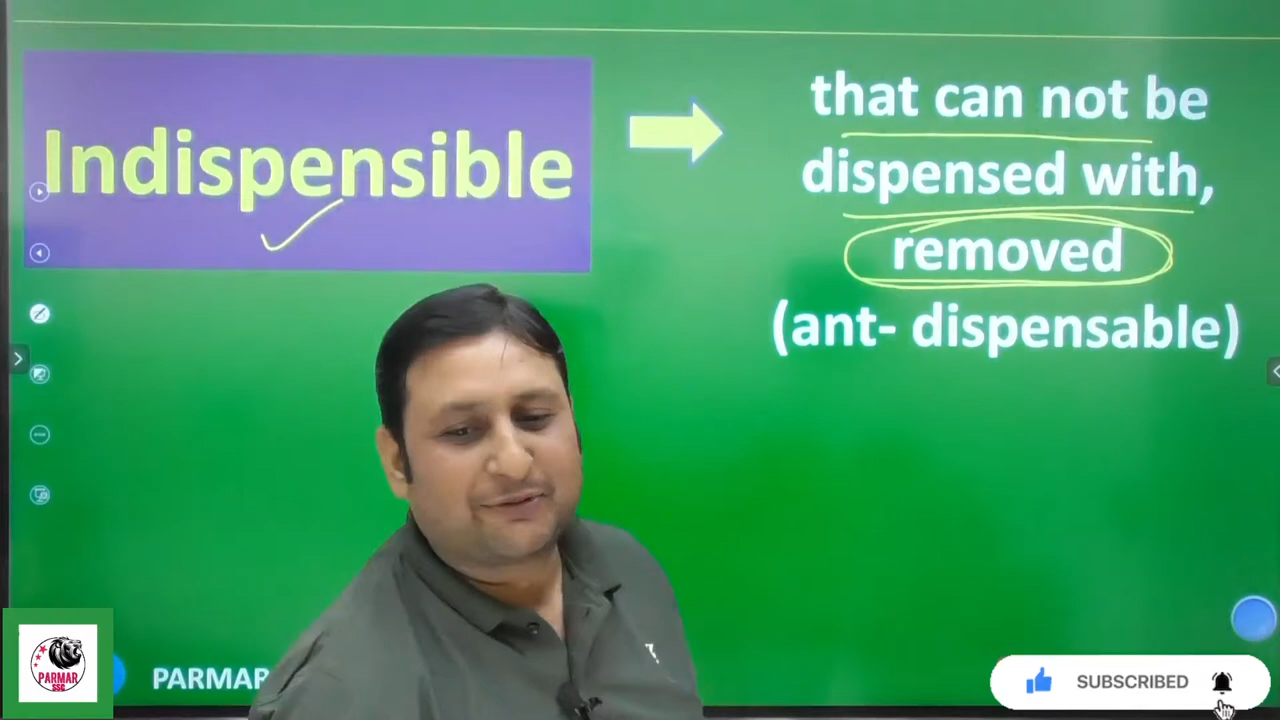 Indispensible
that can not be
dispensed with,
removed
(ant- dispensable)
PARMAR
SSC
PARMAR
SUBSCRIBED